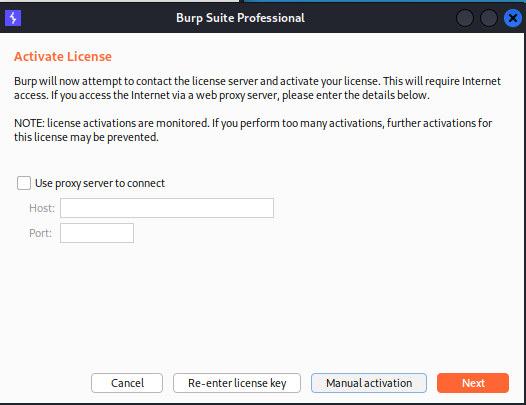 Burp Suite Professional
Activate License
Burp will now attempt to contact the license server and activate your license. This will require Internet
access. If you access the Internet via a web proxy server, please enter the details below.
NOTE: license activations are monitored. If you perform too many activations, further activations for
this license may be prevented.
Use proxy server to connect
Host:
Port:
Cancel Re-enter license key Manual activation Next